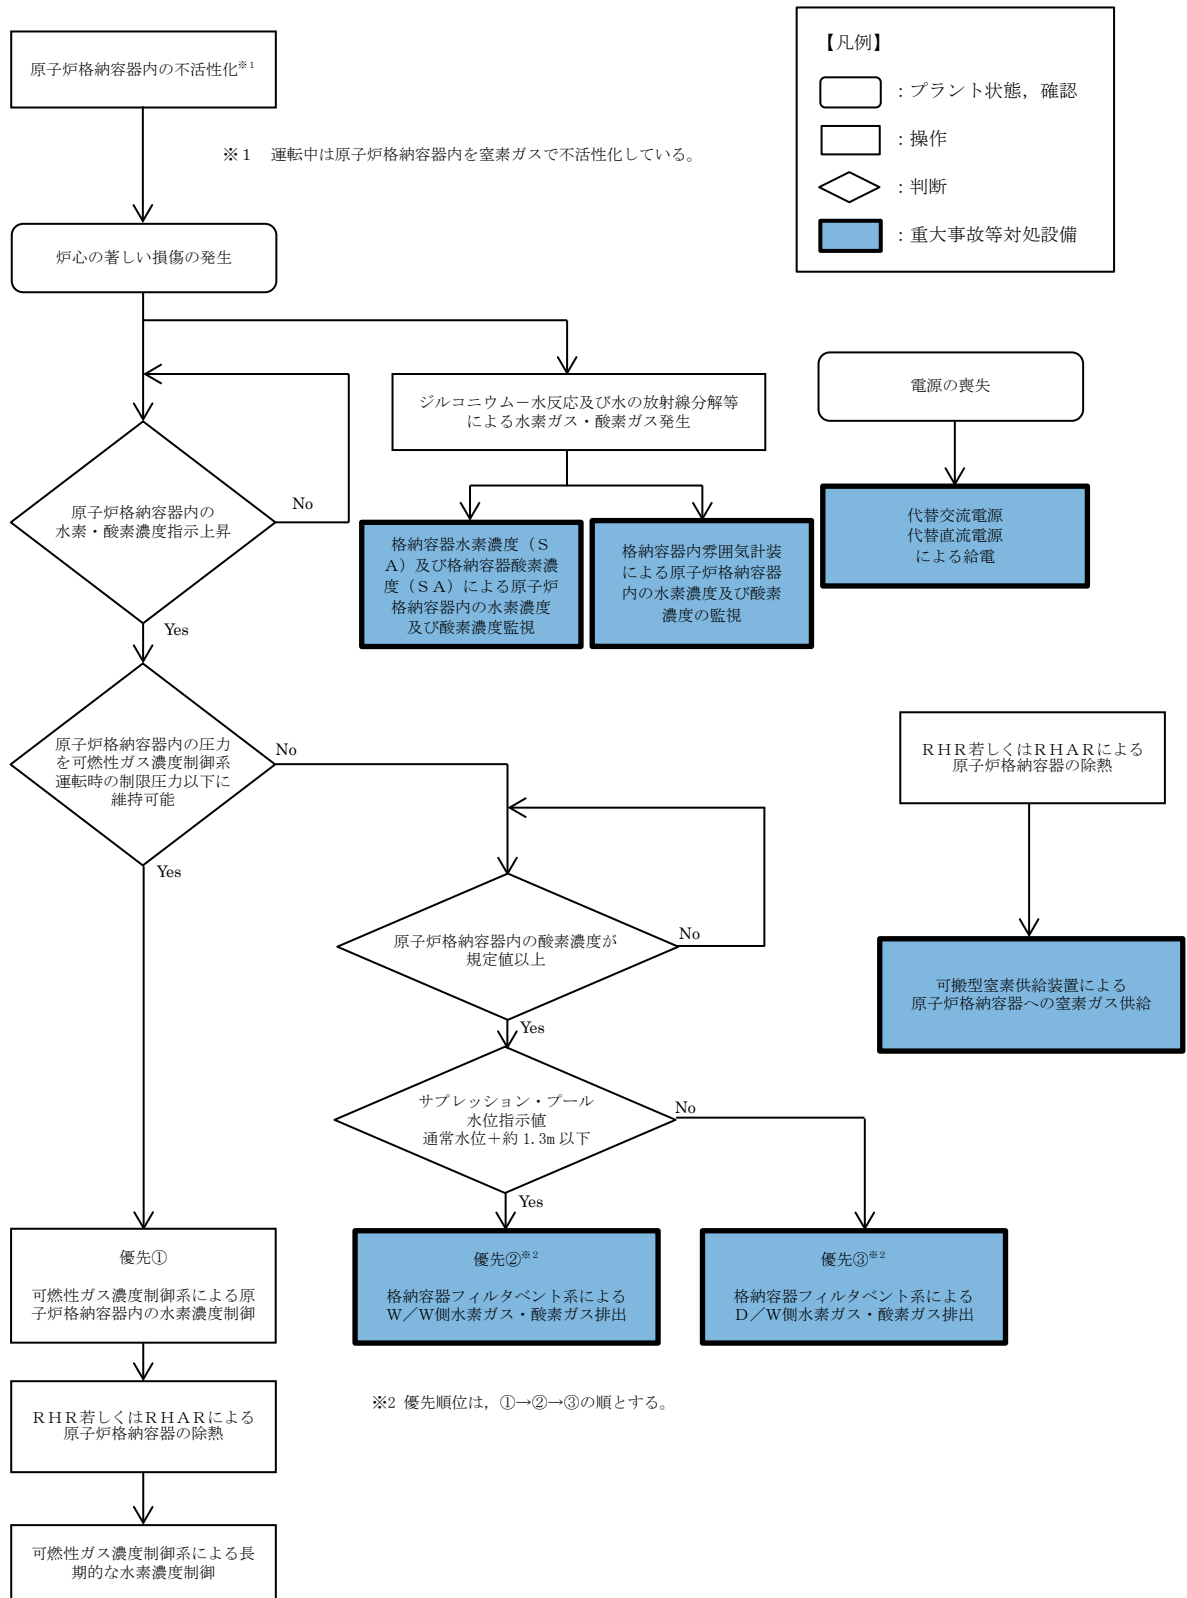 原子炉格納容器内の不活性化※1
【凡例】
：プラント状態，確認
：操作
：判断
：重大事故等対処設備
※１　運転中は原子炉格納容器内を窒素ガスで不活性化している。
炉心の著しい損傷の発生
ジルコニウム－水反応及び水の放射線分解等
による水素ガス・酸素ガス発生
電源の喪失
原子炉格納容器内の
水素・酸素濃度指示上昇
No
Yes
格納容器水素濃度（Ｓ
Ａ）及び格納容器酸素濃
度（ＳＡ）による原子炉
格納容器内の水素濃度
及び酸素濃度監視
格納容器内雰囲気計装
による原子炉格納容器
内の水素濃度及び酸素
濃度の監視
代替交流電源
代替直流電源
による給電
原子炉格納容器内の圧力
を可燃性ガス濃度制御系
運転時の制限圧力以下に
維持可能
No
Yes
ＲＨＲ若しくはＲＨＡＲによる
原子炉格納容器の除熱
原子炉格納容器内の酸素濃度が
規定値以上
No
Yes
可搬型窒素供給装置による
原子炉格納容器への窒素ガス供給
サプレッション・プール
水位指示値
通常水位＋約 1.3m 以下
No
Yes
優先①
可燃性ガス濃度制御系による原
子炉格納容器内の水素濃度制御
優先②※2
格納容器フィルタベント系による
Ｗ／Ｗ側水素ガス・酸素ガス排出
優先③※2
格納容器フィルタベント系による
Ｄ／Ｗ側水素ガス・酸素ガス排出
※2 優先順位は，①→②→③の順とする。
ＲＨＲ若しくはＲＨＡＲによる
原子炉格納容器の除熱
可燃性ガス濃度制御系による長
期的な水素濃度制御